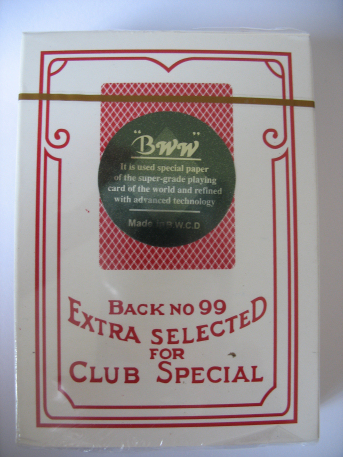 "BWW"
It is used special paper
of the super-grade playing
card of the world and refined
with advanced technology
Made in P.W.C.D
BACK NO 99
EXTRA SELECTED
FOR
CLUB SPECIAL